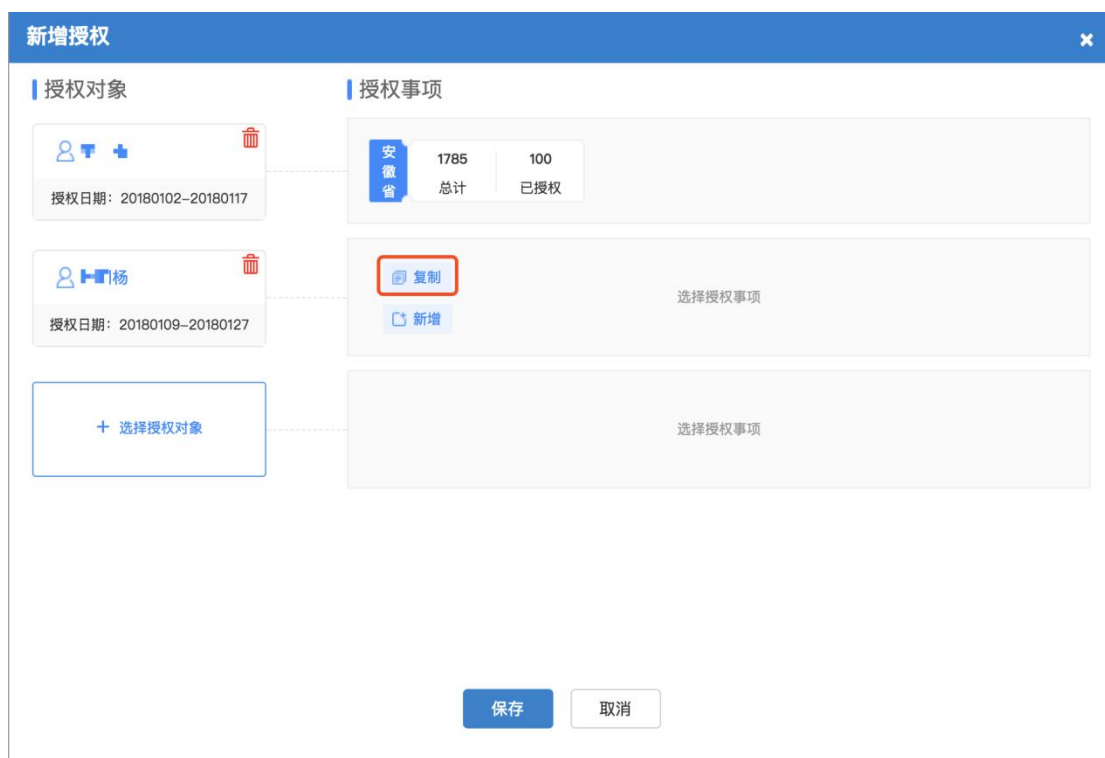 新增授权
授权对象
授权事项
授权日期：20180102-20180117
安徽省
1785
100
总计
已授权
杨
授权日期：20180109-20180127
复制
新增
选择授权事项
+ 选择授权对象
选择授权事项
保存
取消